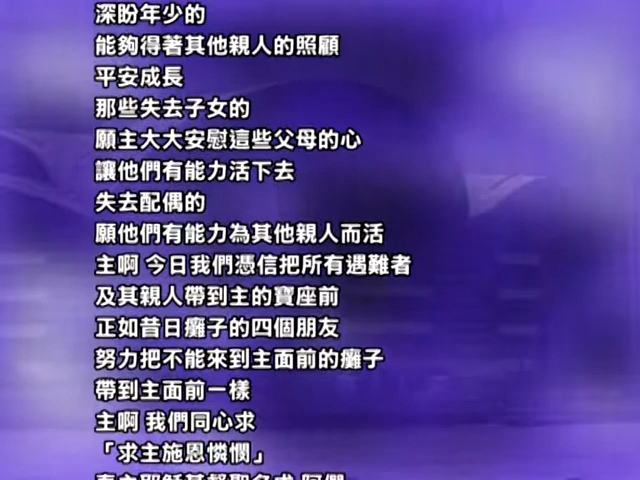 深盼年少的
能夠得著其他親人的照顧
平安成長
那些失去子女的
願主大大安慰這些父母的心
讓他們有能力活下去
失去配偶的
願他們有能力為其他親人而活
主啊 今日我們憑信把所有遇難者
及其親人帶到主的寶座前
正如昔日癱子的四個朋友
努力把不能來到主面前的癱子
帶到主面前一樣
主啊 我們同心求
「求主施恩憐憫」